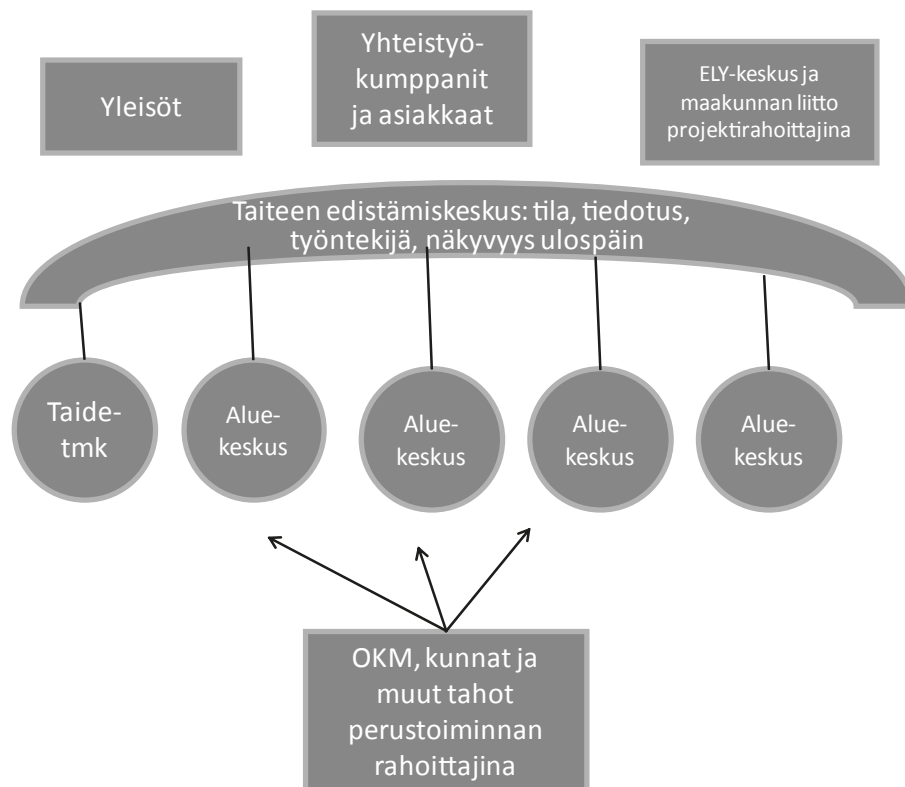 Yleisöt
Yhteistyö-
kumppanit
ja asiakkaat
ELY-keskus ja
maakunnan liitto
projektirahoittajina
Taiteen edistämiskeskus: tila, tiedotus,
työntekijä, näkyvyys ulospäin
Taide-
tmk
Alue-
keskus
Alue-
keskus
Alue-
keskus
Alue-
keskus
OKM, kunnat ja
muut tahot
perustoiminnan
rahoittajina